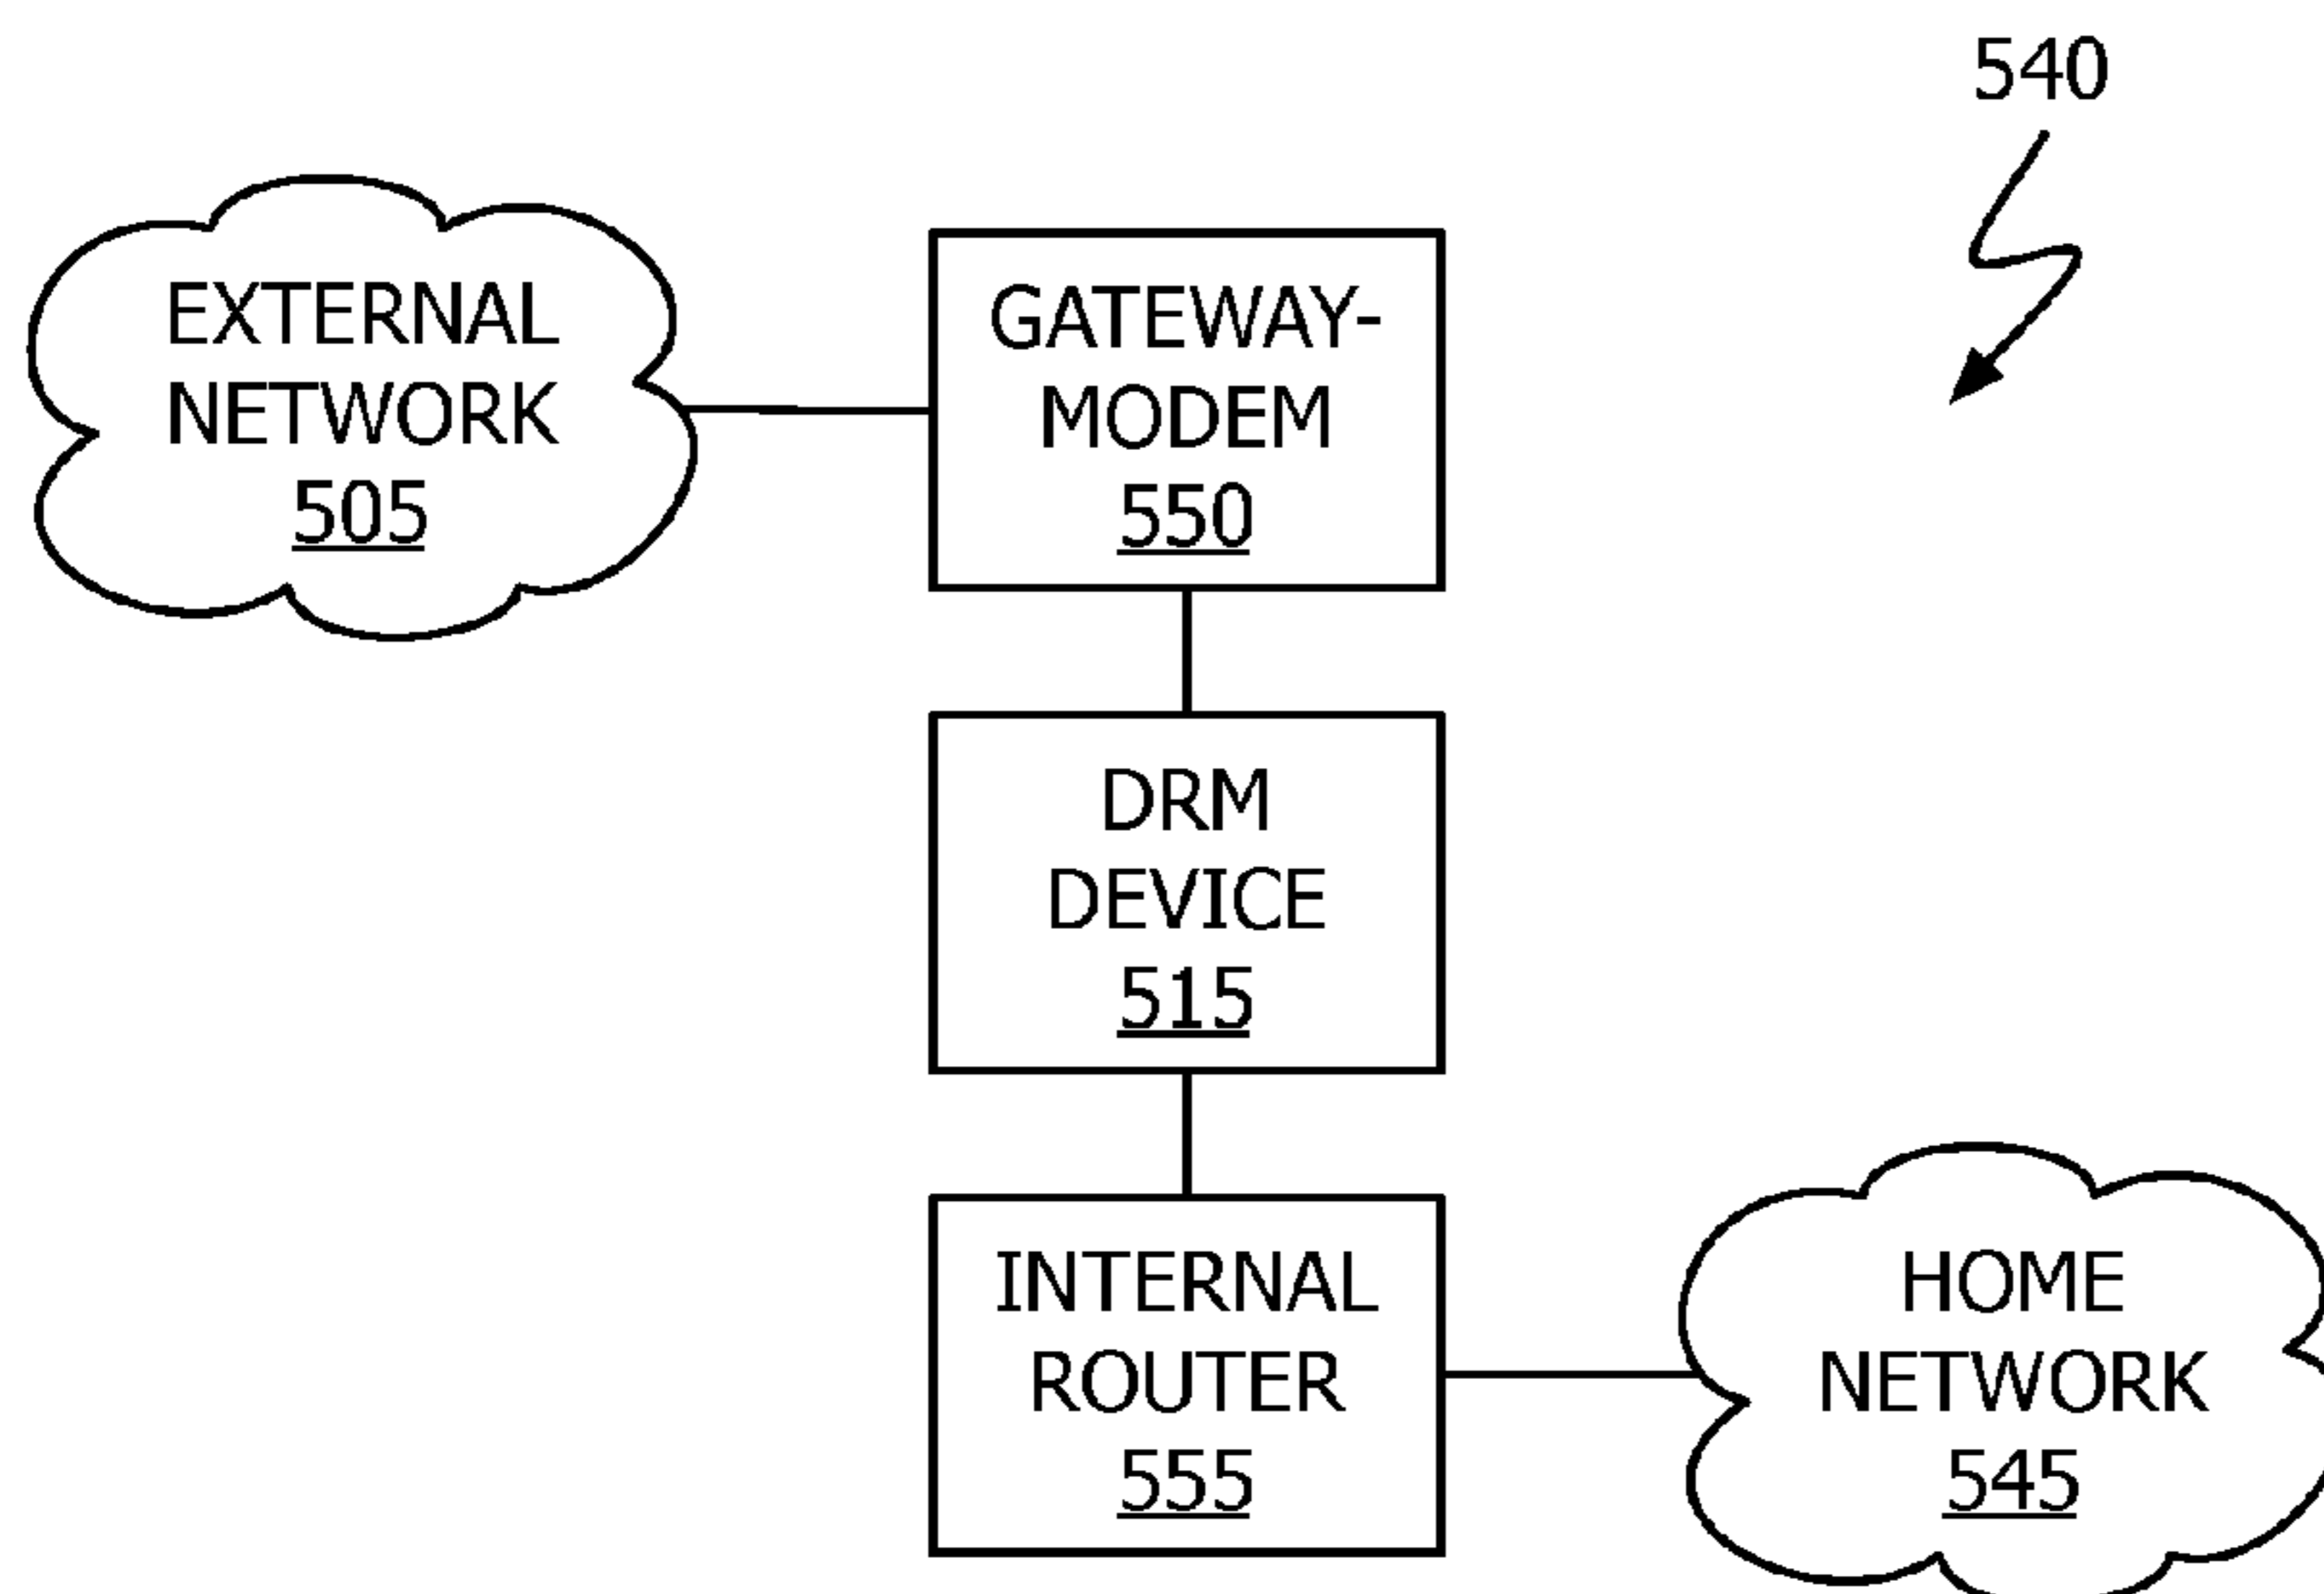 540
EXTERNAL
NETWORK
505
GATEWAY-
MODEM
550
DRM
DEVICE
515
INTERNAL
ROUTER
555
HOME
NETWORK
545